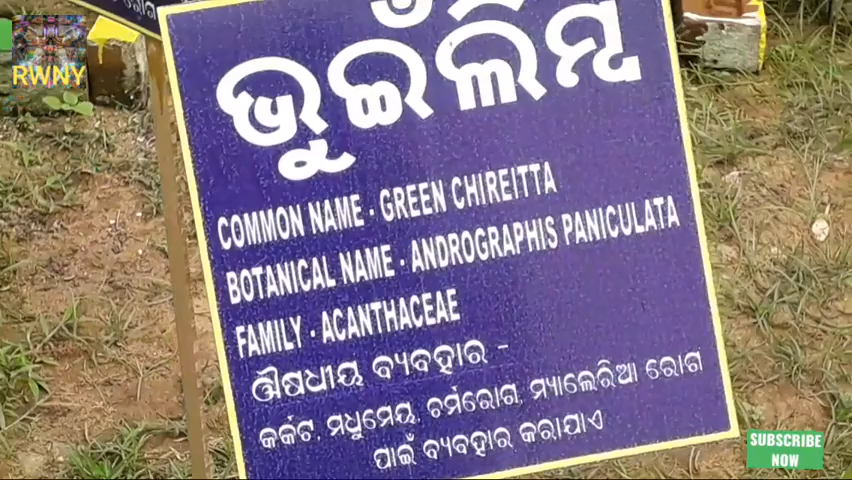 RWNY
ଭୂଇଁଲିମ୍ବ
COMMON NAME - GREEN CHIREITTA
BOTANICAL NAME - ANDROGRAPHIS PANICULATA
FAMILY - ACANTHACEAE
ଔଷଧୀୟ ବ୍ୟବହାର -
କର୍କଟ, ମଧୁମେୟ, ଚର୍ମରୋଗ, ମ୍ୟାଲେରିଆ ରୋଗ
ପାଇଁ ବ୍ୟବହାର କରାଯାଏ
SUBSCRIBE
NOW